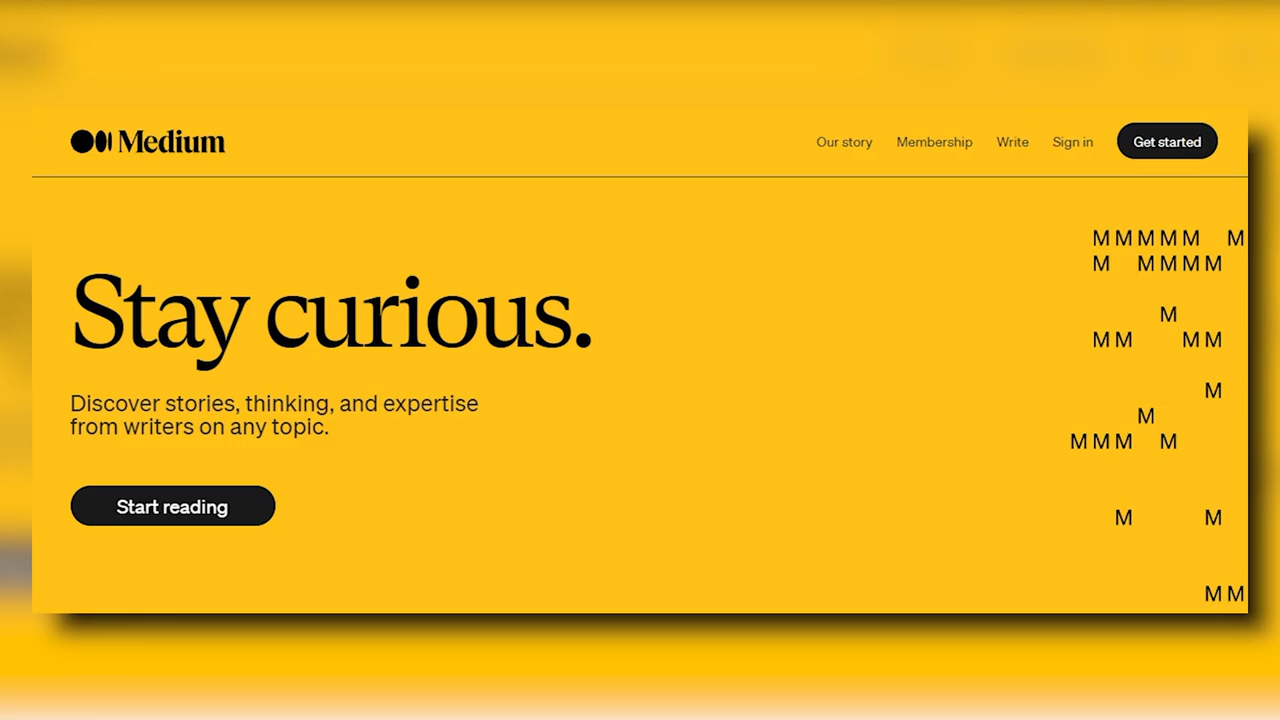 Medium
Our story Membership Write Sign in Get started
M M M M M M
M M M M M
Stay curious.
M
M M M M
Discover stories, thinking, and expertise
from writers on any topic.
M
M
M M M M
Start reading
M M
M M